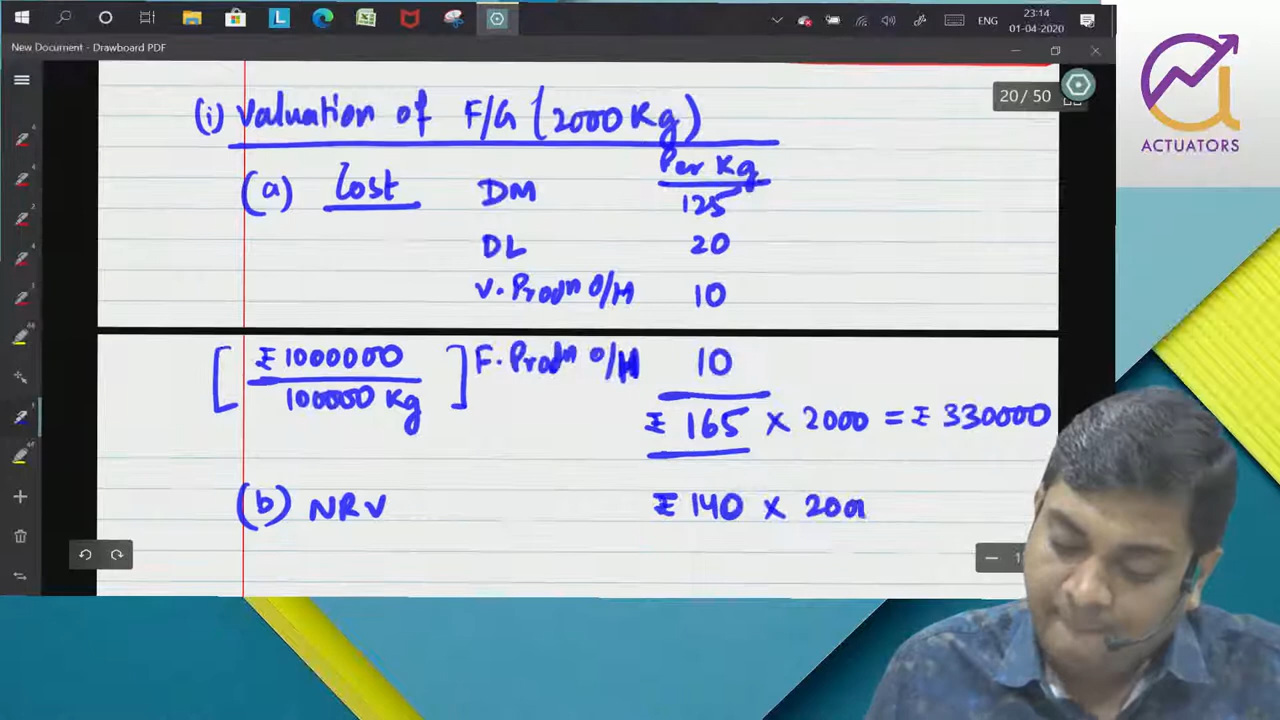 23:14
ENG
01-04-2020
New Document - Drawboard PDF
20 / 50
ACTUATORS
(i) Valuation of F/G (2000 Kg)
Per Kg
(a) Cost DM 125
DL 20
V. Prodn O/H 10
[ ₹ 1000000 / 100000 Kg ] F. Prodn O/H 10
₹ 165 × 2000 = ₹ 330000
(b) NRV ₹ 140 × 200